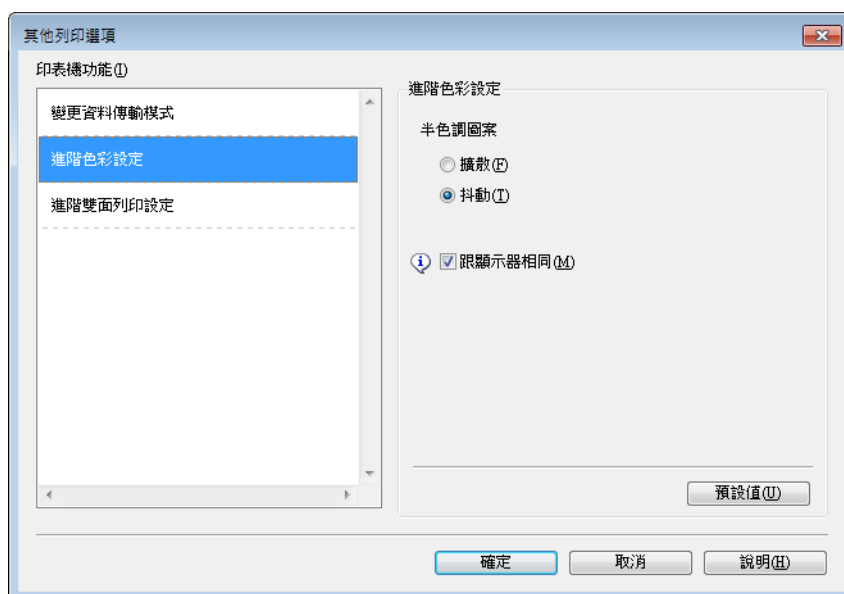 其他列印選項
印表機功能(I)
變更資料傳輸模式
進階色彩設定
進階雙面列印設定
進階色彩設定
半色調圖案
擴散(F)
抖動(T)
跟顯示器相同(M)
預設值(U)
確定
取消
說明(H)